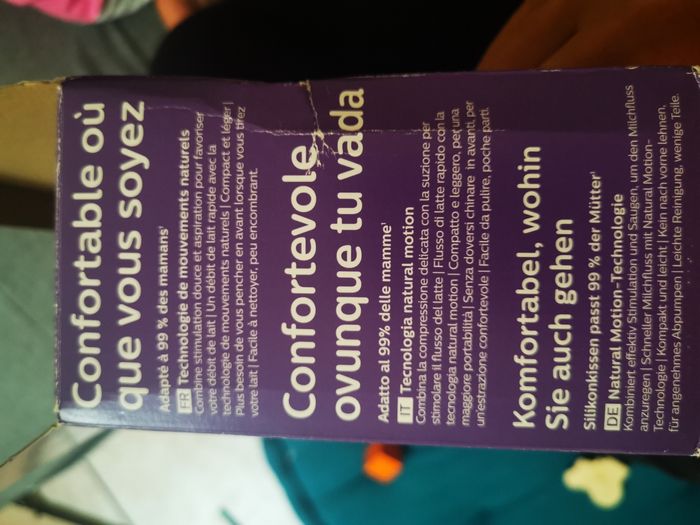 Confortable où
que vous soyez
Adapté à 99 % des mamans¹
FR Technologie de mouvements naturels
Combine stimulation douce et aspiration pour favoriser
votre débit de lait | Un débit de lait rapide avec la
technologie de mouvements naturels | Compact et léger |
Plus besoin de vous pencher en avant lorsque vous tirez
votre lait | Facile à nettoyer, peu encombrant.
Confortevole
ovunque tu vada
Adatto al 99% delle mamme¹
IT Tecnologia natural motion
Combina la compressione delicata con la suzione per
stimolare il flusso del latte | Flusso di latte rapido con la
tecnologia natural motion | Compatto e leggero, per una
maggiore portabilità | Senza doversi chinare in avanti, per
un'estrazione confortevole | Facile da pulire, poche parti.
Komfortabel, wohin
Sie auch gehen
Silikonkissen passt 99 % der Mütter¹
DE Natural Motion-Technologie
Kombiniert effektiv Stimulation und Saugen, um den Milchfluss
anzuregen | Schneller Milchfluss mit Natural Motion-
Technologie | Kompakt und leicht | Kein nach vorne lehnen,
für angenehmes Abpumpen | Leichte Reinigung, wenige Teile.